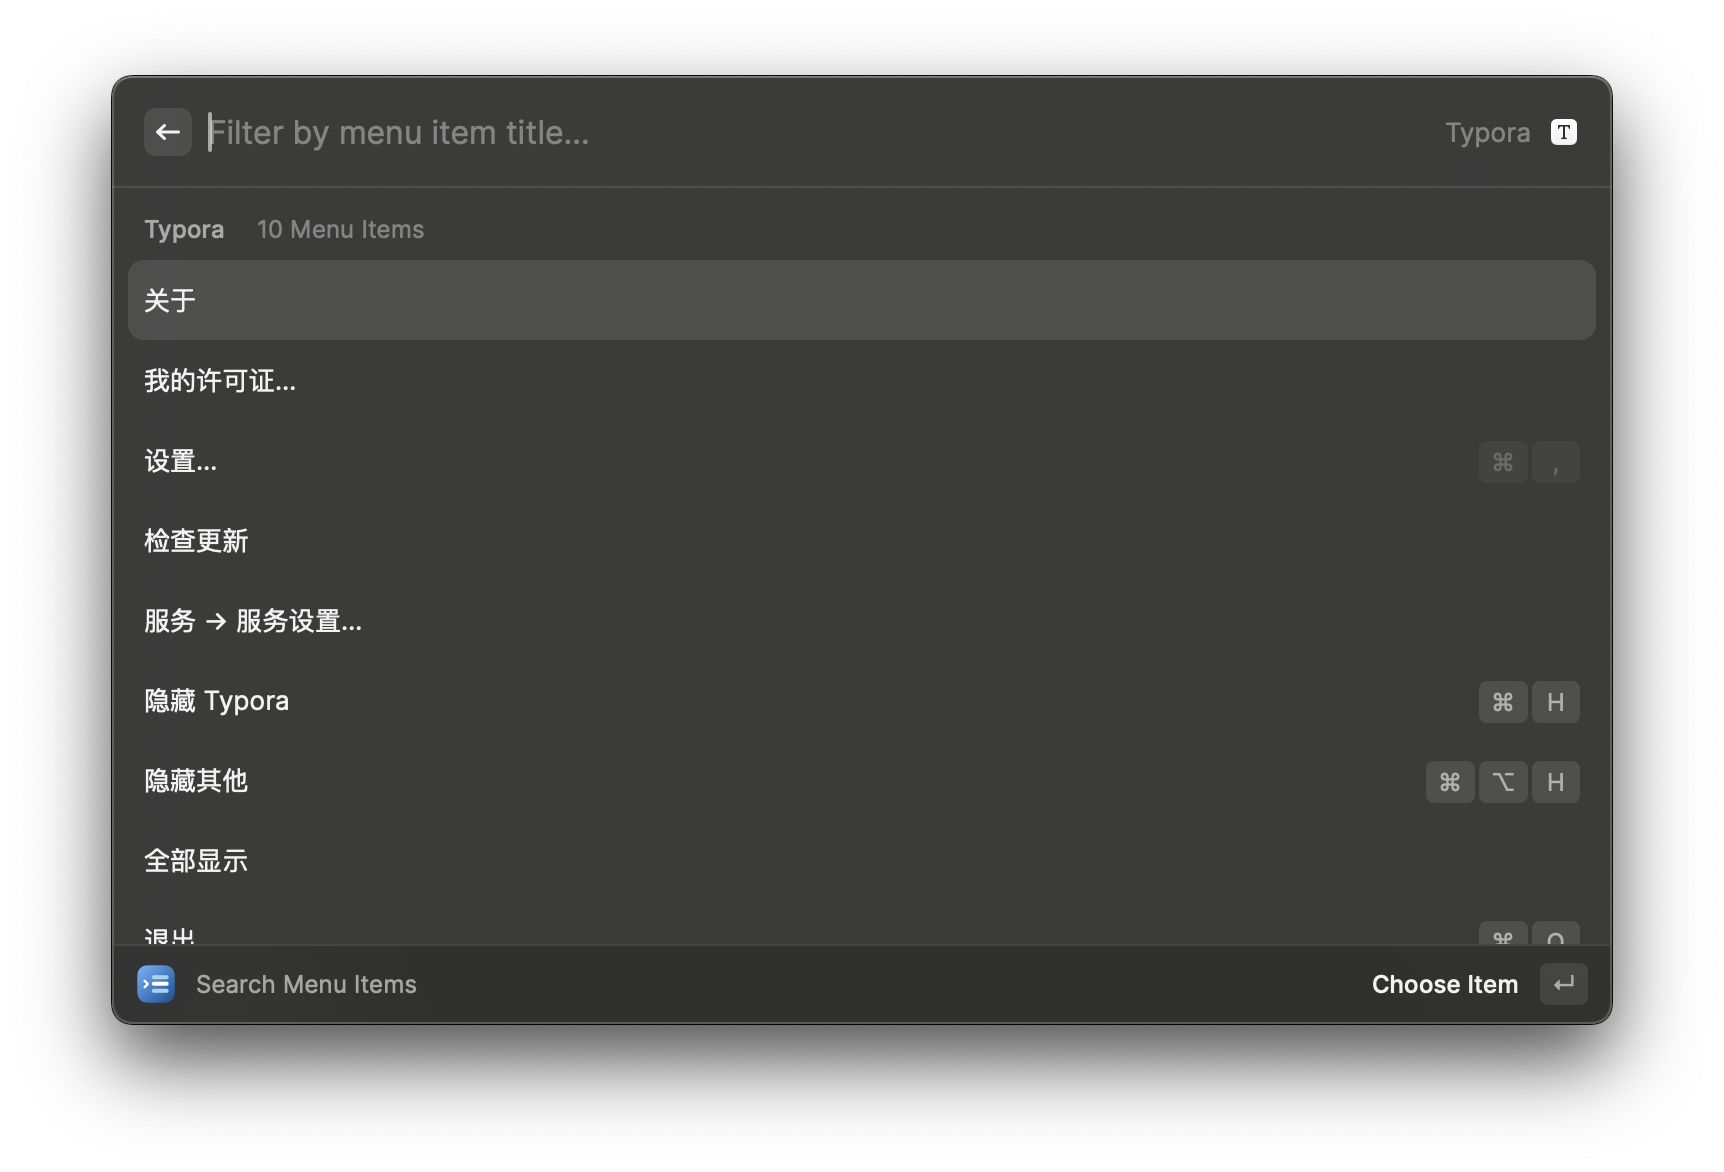 Filter by menu item title...
Typora T
Typora 10 Menu Items
关于
我的许可证...
设置... ⌘ ,
检查更新
服务 → 服务设置...
隐藏 Typora ⌘ H
隐藏其他 ⌘ ⌥ H
全部显示
退出 ⌘ Q
Search Menu Items
Choose Item ↵